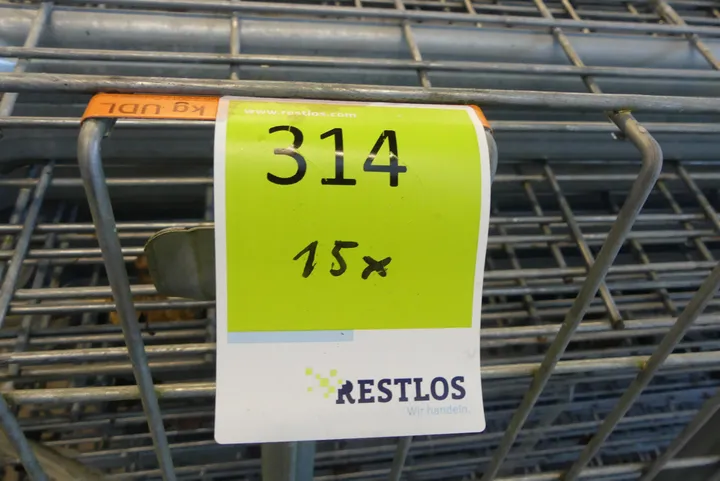 kg UDL
www.restlos.com
314
15x
RESTLOS
Wir handeln.